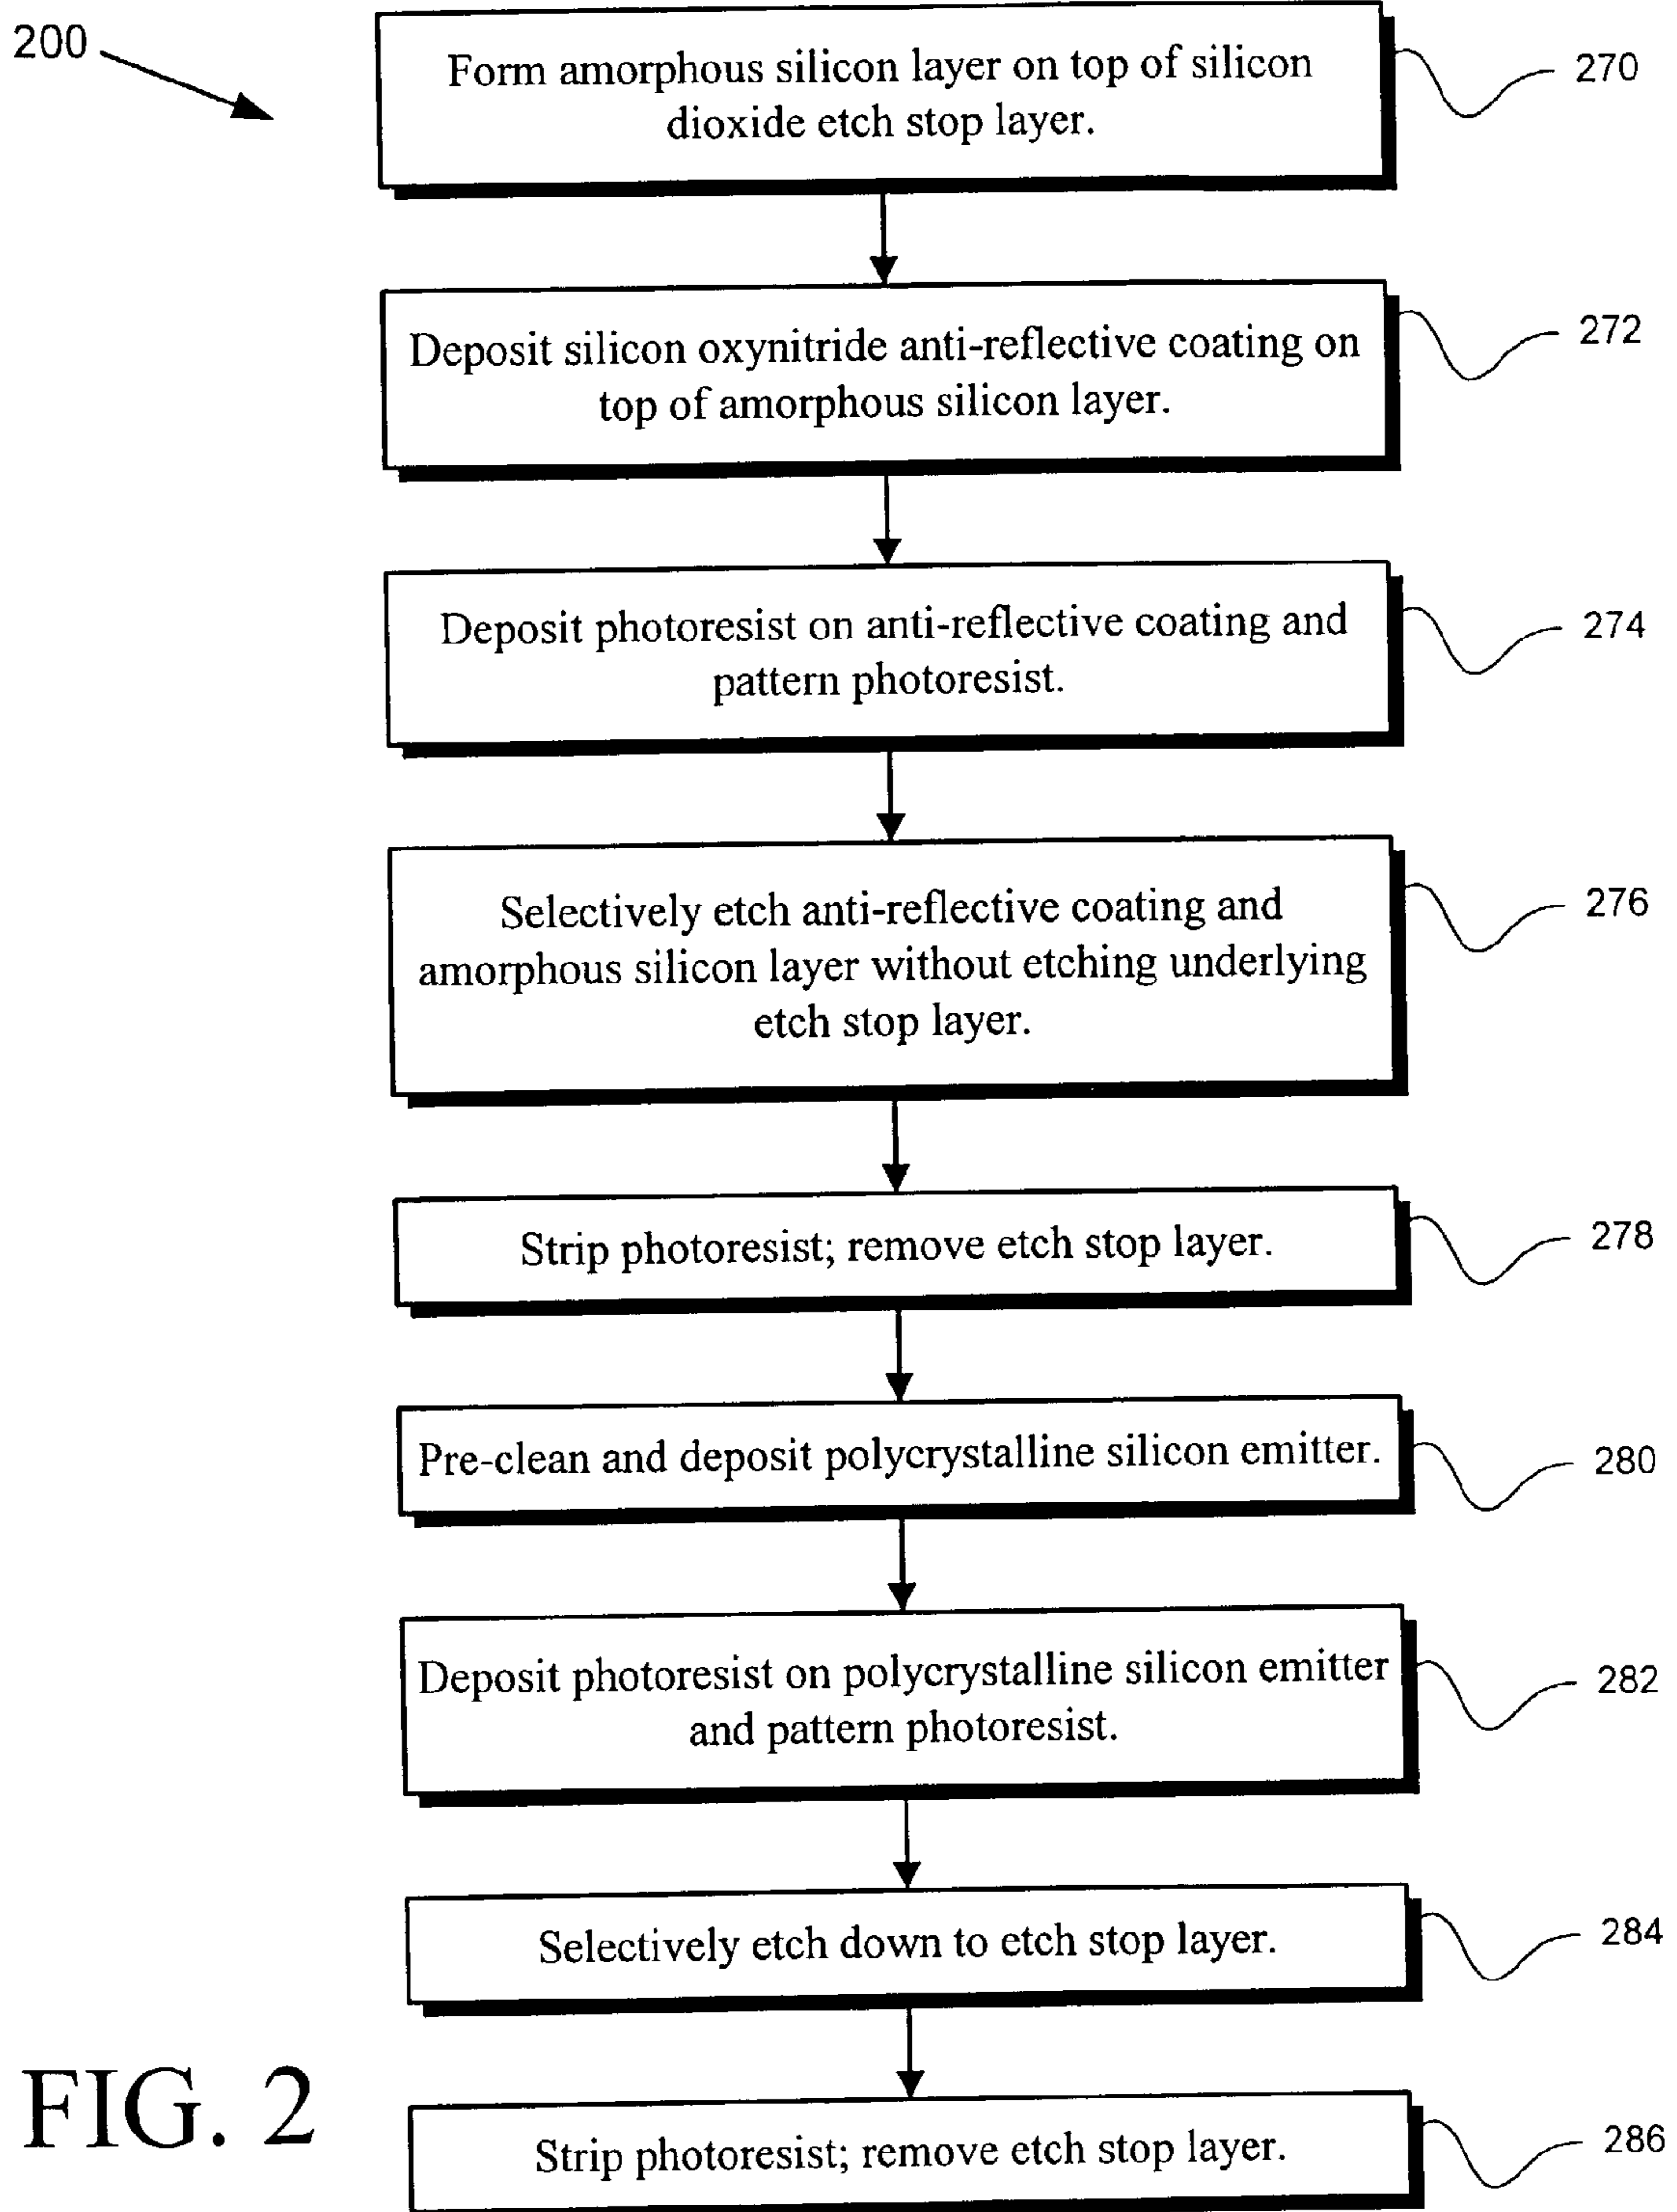 200
Form amorphous silicon layer on top of silicon
dioxide etch stop layer.
270
Deposit silicon oxynitride anti-reflective coating on
top of amorphous silicon layer.
272
Deposit photoresist on anti-reflective coating and
pattern photoresist.
274
Selectively etch anti-reflective coating and
amorphous silicon layer without etching underlying
etch stop layer.
276
Strip photoresist; remove etch stop layer.
278
Pre-clean and deposit polycrystalline silicon emitter.
280
Deposit photoresist on polycrystalline silicon emitter
and pattern photoresist.
282
Selectively etch down to etch stop layer.
284
Strip photoresist; remove etch stop layer.
286
FIG. 2